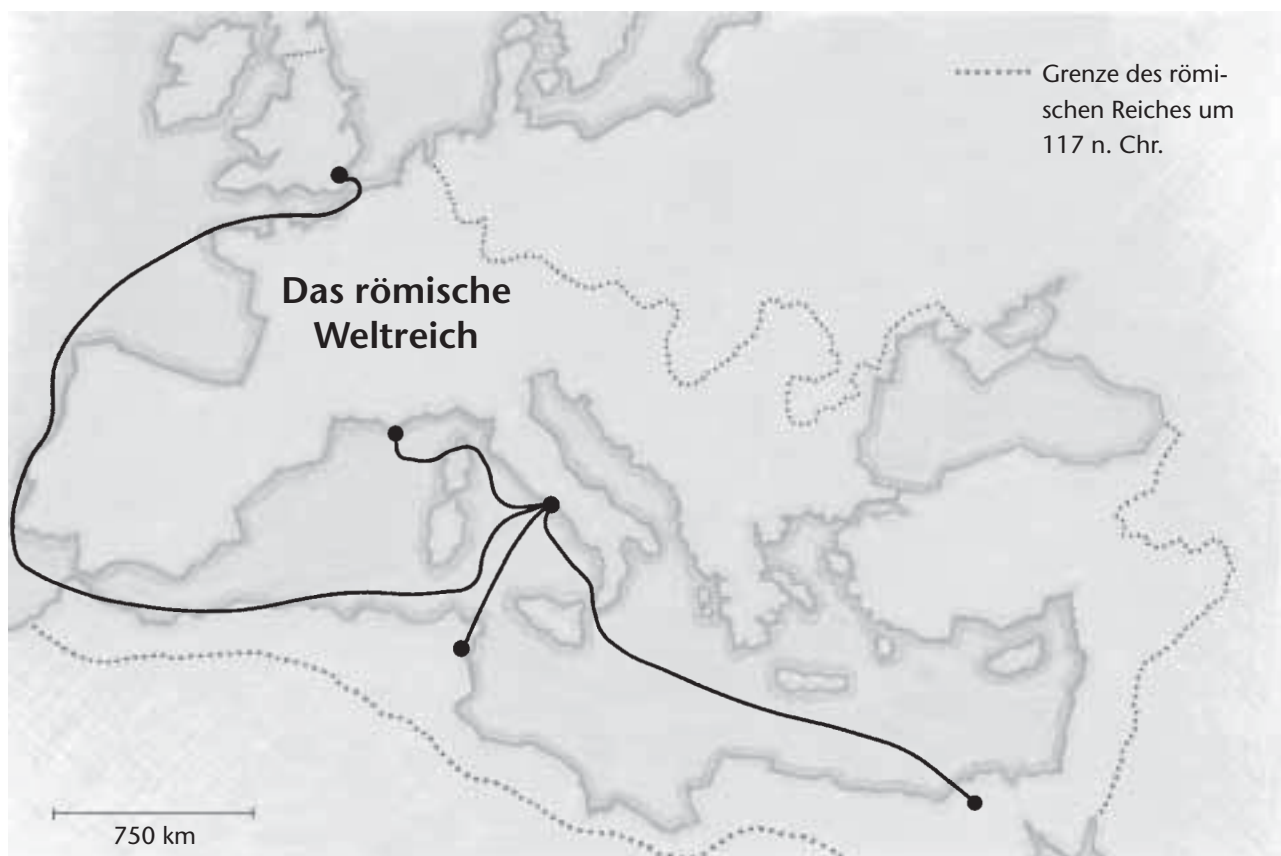 Grenze des römi-
schen Reiches um
117 n. Chr.
Das römische
Weltreich
750 km